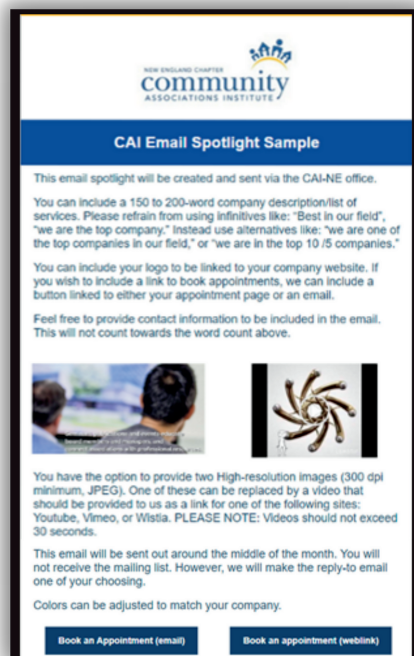 NEW ENGLAND CHAPTER
community
ASSOCIATIONS INSTITUTE
CAI Email Spotlight Sample
This email spotlight will be created and sent via the CAI-NE office.
You can include a 150 to 200-word company description/list of
services. Please refrain from using infinitives like: “Best in our field”,
“we are the top company.” Instead use alternatives like: “we are one of
the top companies in our field,” or “we are in the top 10 /5 companies.”
You can include your logo to be linked to your company website. If
you wish to include a link to book appointments, we can include a
button linked to either your appointment page or an email.
Feel free to provide contact information to be included in the email.
This will not count towards the word count above.
You have the option to provide two High-resolution images (300 dpi
minimum, JPEG). One of these can be replaced by a video that
should be provided to us as a link for one of the following sites:
Youtube, Vimeo, or Wistia. PLEASE NOTE: Videos should not exceed
30 seconds.
This email will be sent out around the middle of the month. You will
not receive the mailing list. However, we will make the reply-to email
one of your choosing.
Colors can be adjusted to match your company.
Book an Appointment (email)
Book an appointment (weblink)